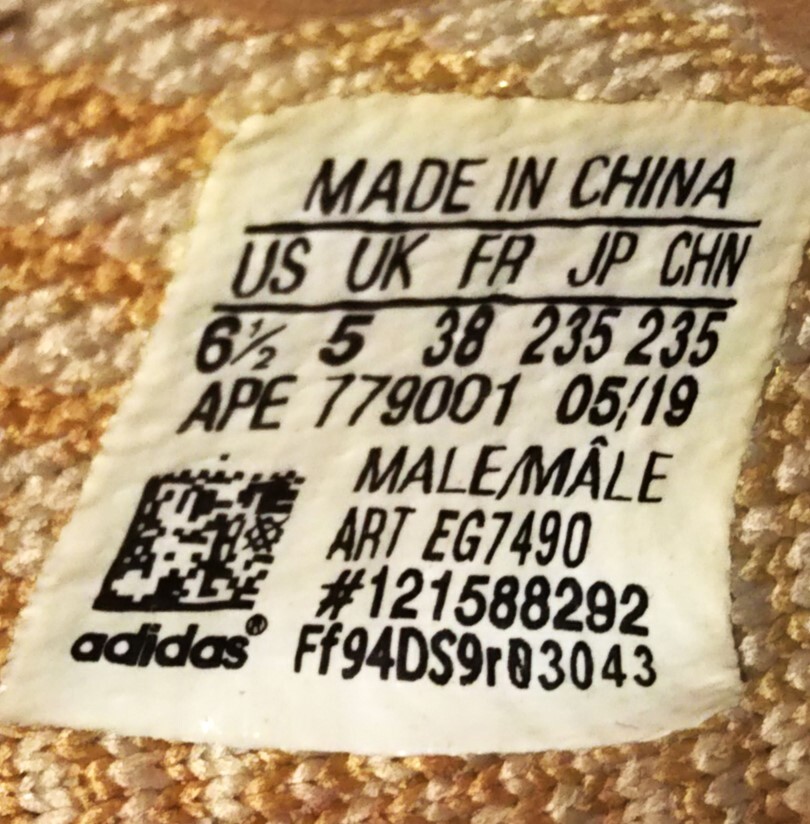 MADE IN CHINA
US UK FR JP CHN
6½ 5 38 235 235
APE 779001 05/19
MALE/MÂLE
ART EG7490
#121588292
adidas®
Ff94DS9r03043